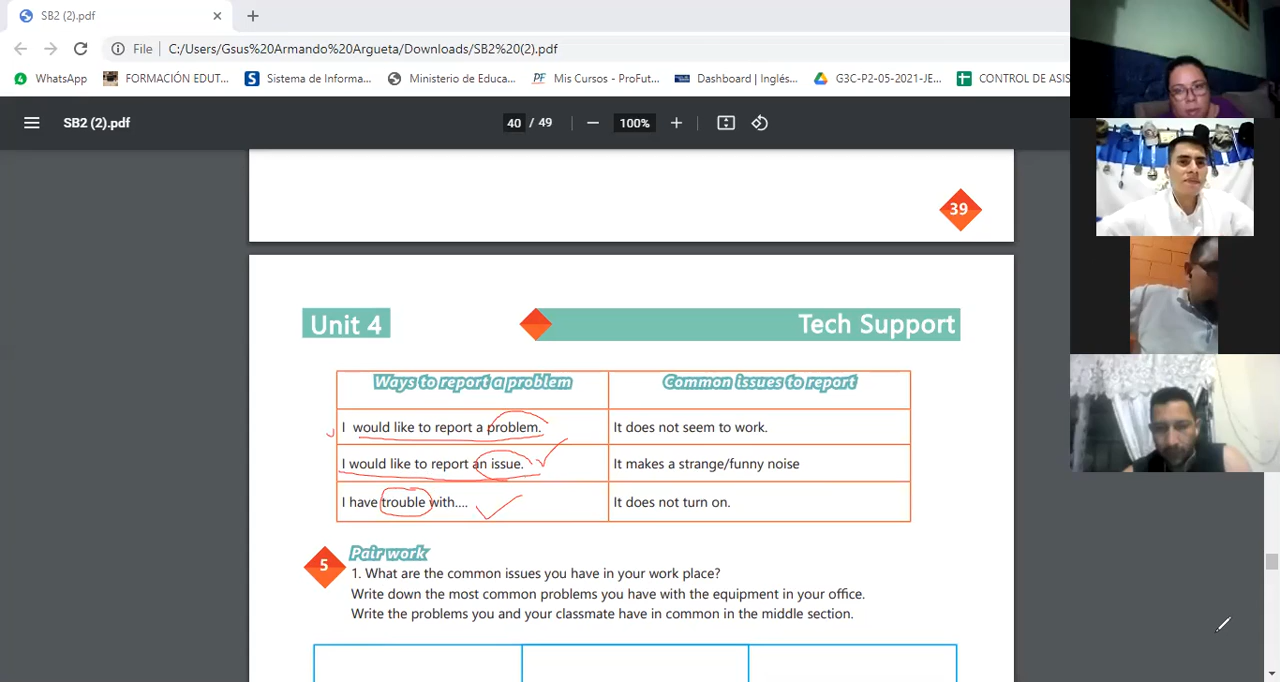 SB2 (2).pdf
File C:/Users/Gsus%20Armando%20Argueta/Downloads/SB2%20(2).pdf
WhatsApp FORMACIÓN EDUT... Sistema de Informa... Ministerio de Educa... PF Mis Cursos - ProFut... Dashboard | Inglés... G3C-P2-05-2021-JE... CONTROL DE ASIS
SB2 (2).pdf 40 / 49 100%
39
Unit 4 Tech Support
Ways to report a problem Common issues to report
I would like to report a problem. It does not seem to work.
I would like to report an issue. It makes a strange/funny noise
I have trouble with.... It does not turn on.
5 Pair work
1. What are the common issues you have in your work place?
Write down the most common problems you have with the equipment in your office.
Write the problems you and your classmate have in common in the middle section.